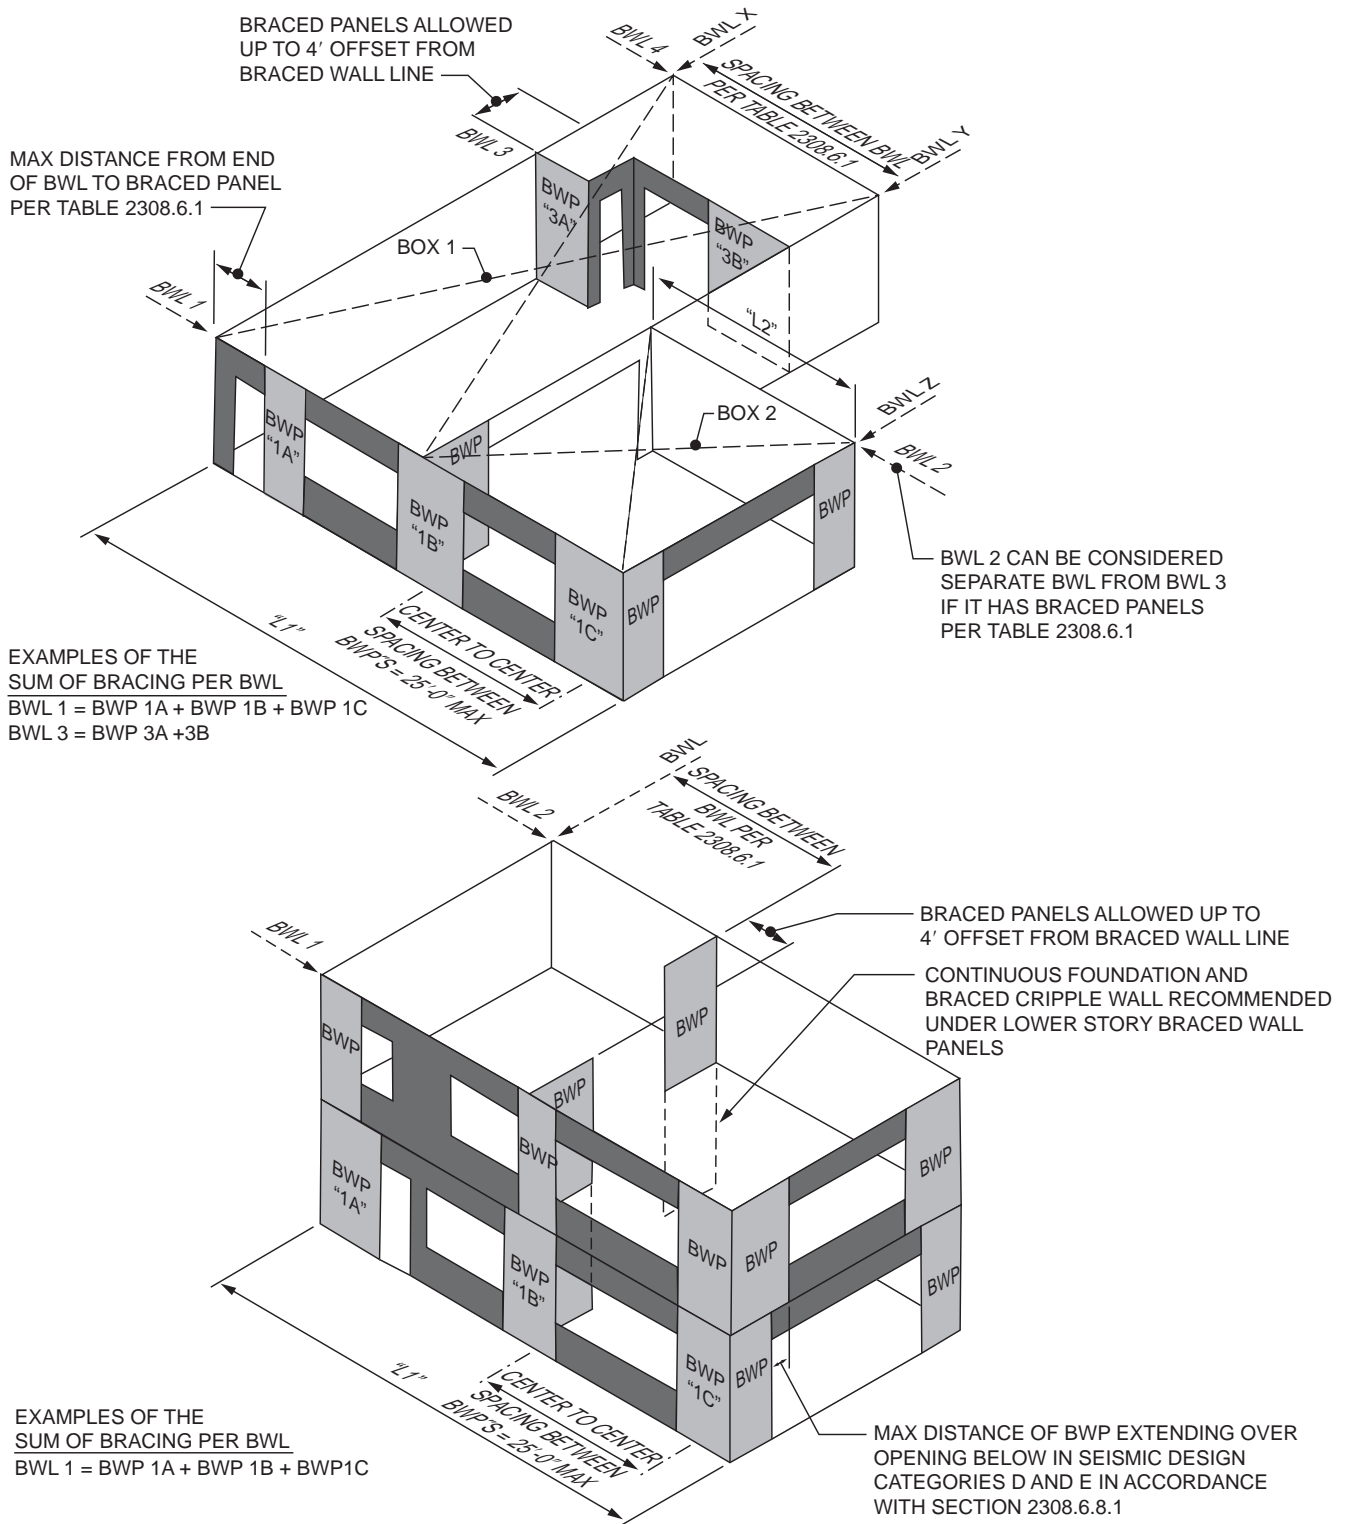 BRACED PANELS ALLOWED
UP TO 4′ OFFSET FROM
BRACED WALL LINE
BWL 4
BWL X
SPACING BETWEEN BWL
PER TABLE 2308.6.1
BWL Y
BWL 3
MAX DISTANCE FROM END
OF BWL TO BRACED PANEL
PER TABLE 2308.6.1
BWP
“3A”
BWP
“3B”
BOX 1
BWL 1
“L2”
BOX 2
BWL Z
BWL 2
BWP
“1A”
BWP
BWP
“1B”
BWP
BWP
“1C”
BWP
BWL 2 CAN BE CONSIDERED
SEPARATE BWL FROM BWL 3
IF IT HAS BRACED PANELS
PER TABLE 2308.6.1
“L1”
CENTER TO CENTER
SPACING BETWEEN
BWP”S = 25′-0” MAX
EXAMPLES OF THE
SUM OF BRACING PER BWL
BWL 1 = BWP 1A + BWP 1B + BWP 1C
BWL 3 = BWP 3A +3B
BWL
BWL 2
SPACING BETWEEN
BWL PER
TABLE 2308.6.1
BWL 1
BRACED PANELS ALLOWED UP TO
4′ OFFSET FROM BRACED WALL LINE
CONTINUOUS FOUNDATION AND
BRACED CRIPPLE WALL RECOMMENDED
UNDER LOWER STORY BRACED WALL
PANELS
BWP
BWP
BWP
BWP
BWP
BWP
“1A”
BWP
BWP
BWP
“1B”
BWP
BWP
BWP
“1C”
“L1”
CENTER TO CENTER
SPACING BETWEEN
BWP”S = 25′-0” MAX
EXAMPLES OF THE
SUM OF BRACING PER BWL
BWL 1 = BWP 1A + BWP 1B + BWP1C
MAX DISTANCE OF BWP EXTENDING OVER
OPENING BELOW IN SEISMIC DESIGN
CATEGORIES D AND E IN ACCORDANCE
WITH SECTION 2308.6.8.1